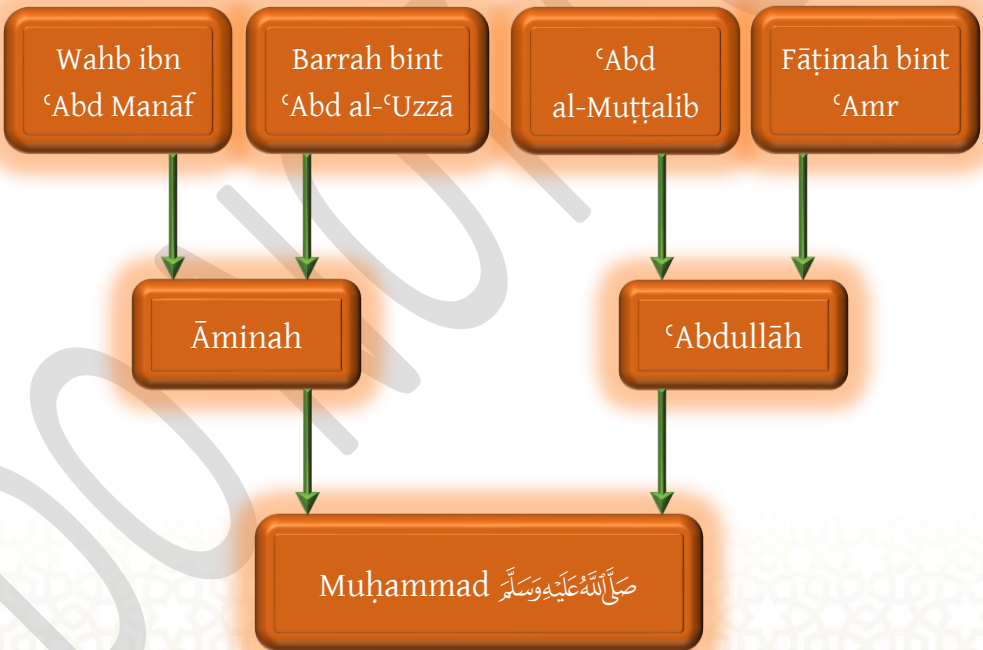 Wahb ibn
ʿAbd Manāf
Barrah bint
ʿAbd al-ʿUzzā
ʿAbd
al-Muṭṭalib
Fāṭimah bint
ʿAmr
Āminah
ʿAbdullāh
Muḥammad صَلَّى ٱللَّهُ عَلَيْهِ وَسَلَّمَ